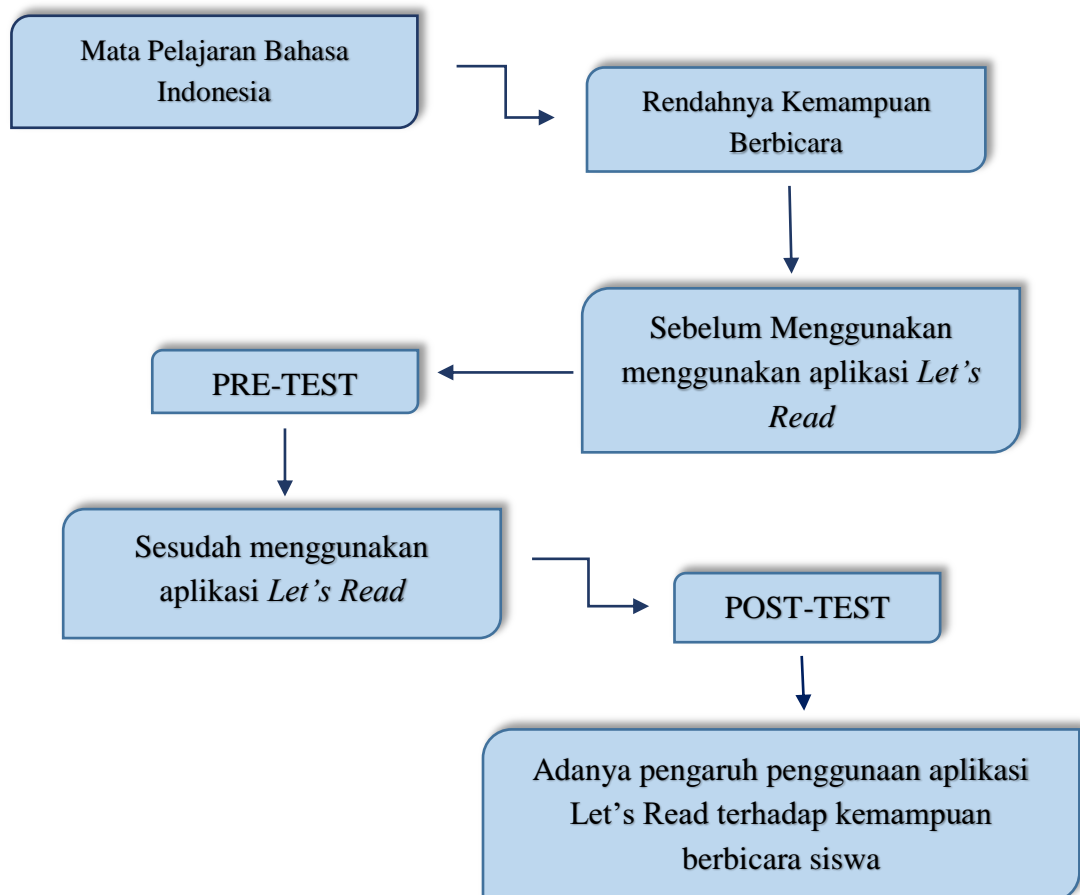 Mata Pelajaran Bahasa
Indonesia
Rendahnya Kemampuan
Berbicara
Sebelum Menggunakan
menggunakan aplikasi Let’s
Read
PRE-TEST
Sesudah menggunakan
aplikasi Let’s Read
POST-TEST
Adanya pengaruh penggunaan aplikasi
Let’s Read terhadap kemampuan
berbicara siswa